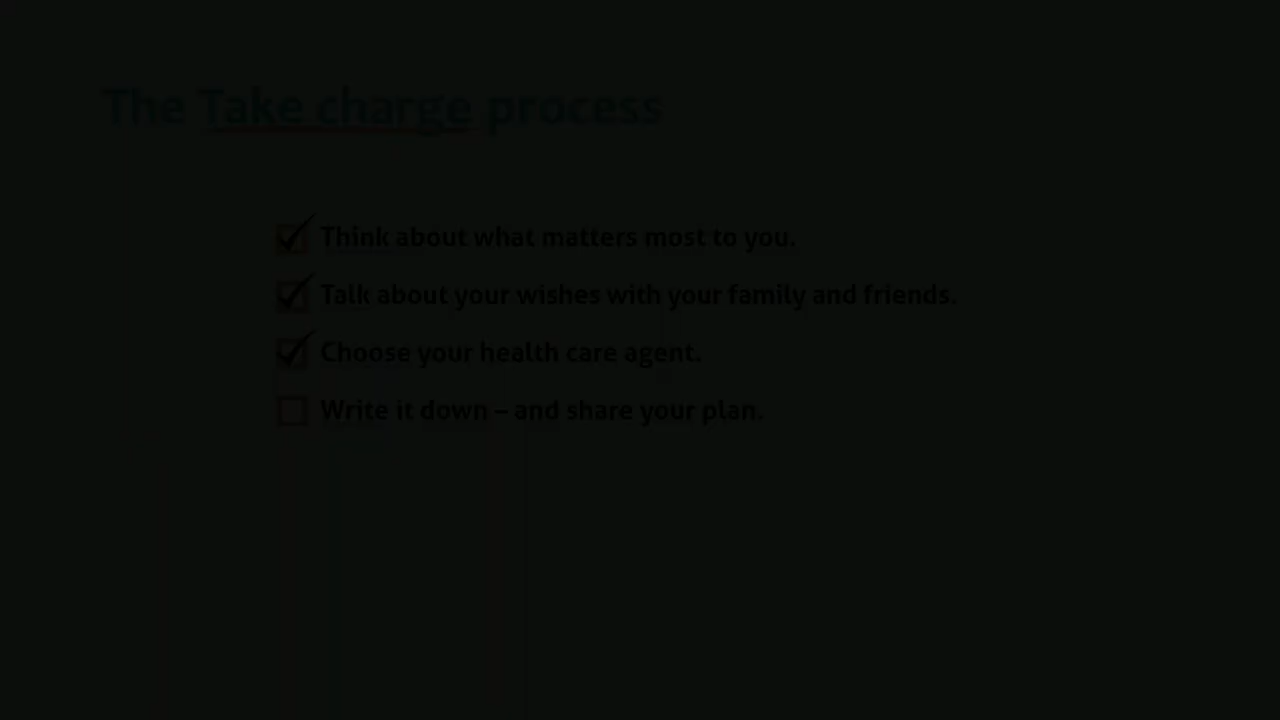 The Take charge process
Think about what matters most to you.
Talk about your wishes with your family and friends.
Choose your health care agent.
Write it down – and share your plan.